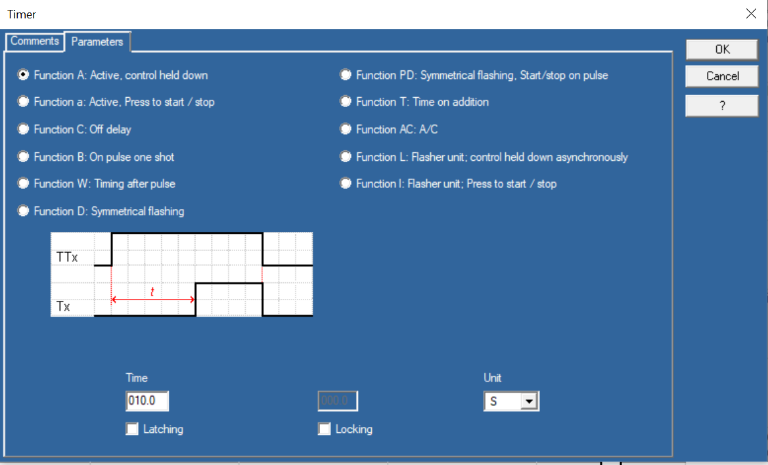 Timer
Comments Parameters
OK
Cancel
?
Function A: Active, control held down
Function a: Active, Press to start / stop
Function C: Off delay
Function B: On pulse one shot
Function W: Timing after pulse
Function D: Symmetrical flashing
Function PD: Symmetrical flashing, Start/stop on pulse
Function T: Time on addition
Function AC: A/C
Function L: Flasher unit; control held down asynchronously
Function I: Flasher unit; Press to start / stop
TTx
t
Tx
Time
Unit
010.0
000.0
S
Latching
Locking